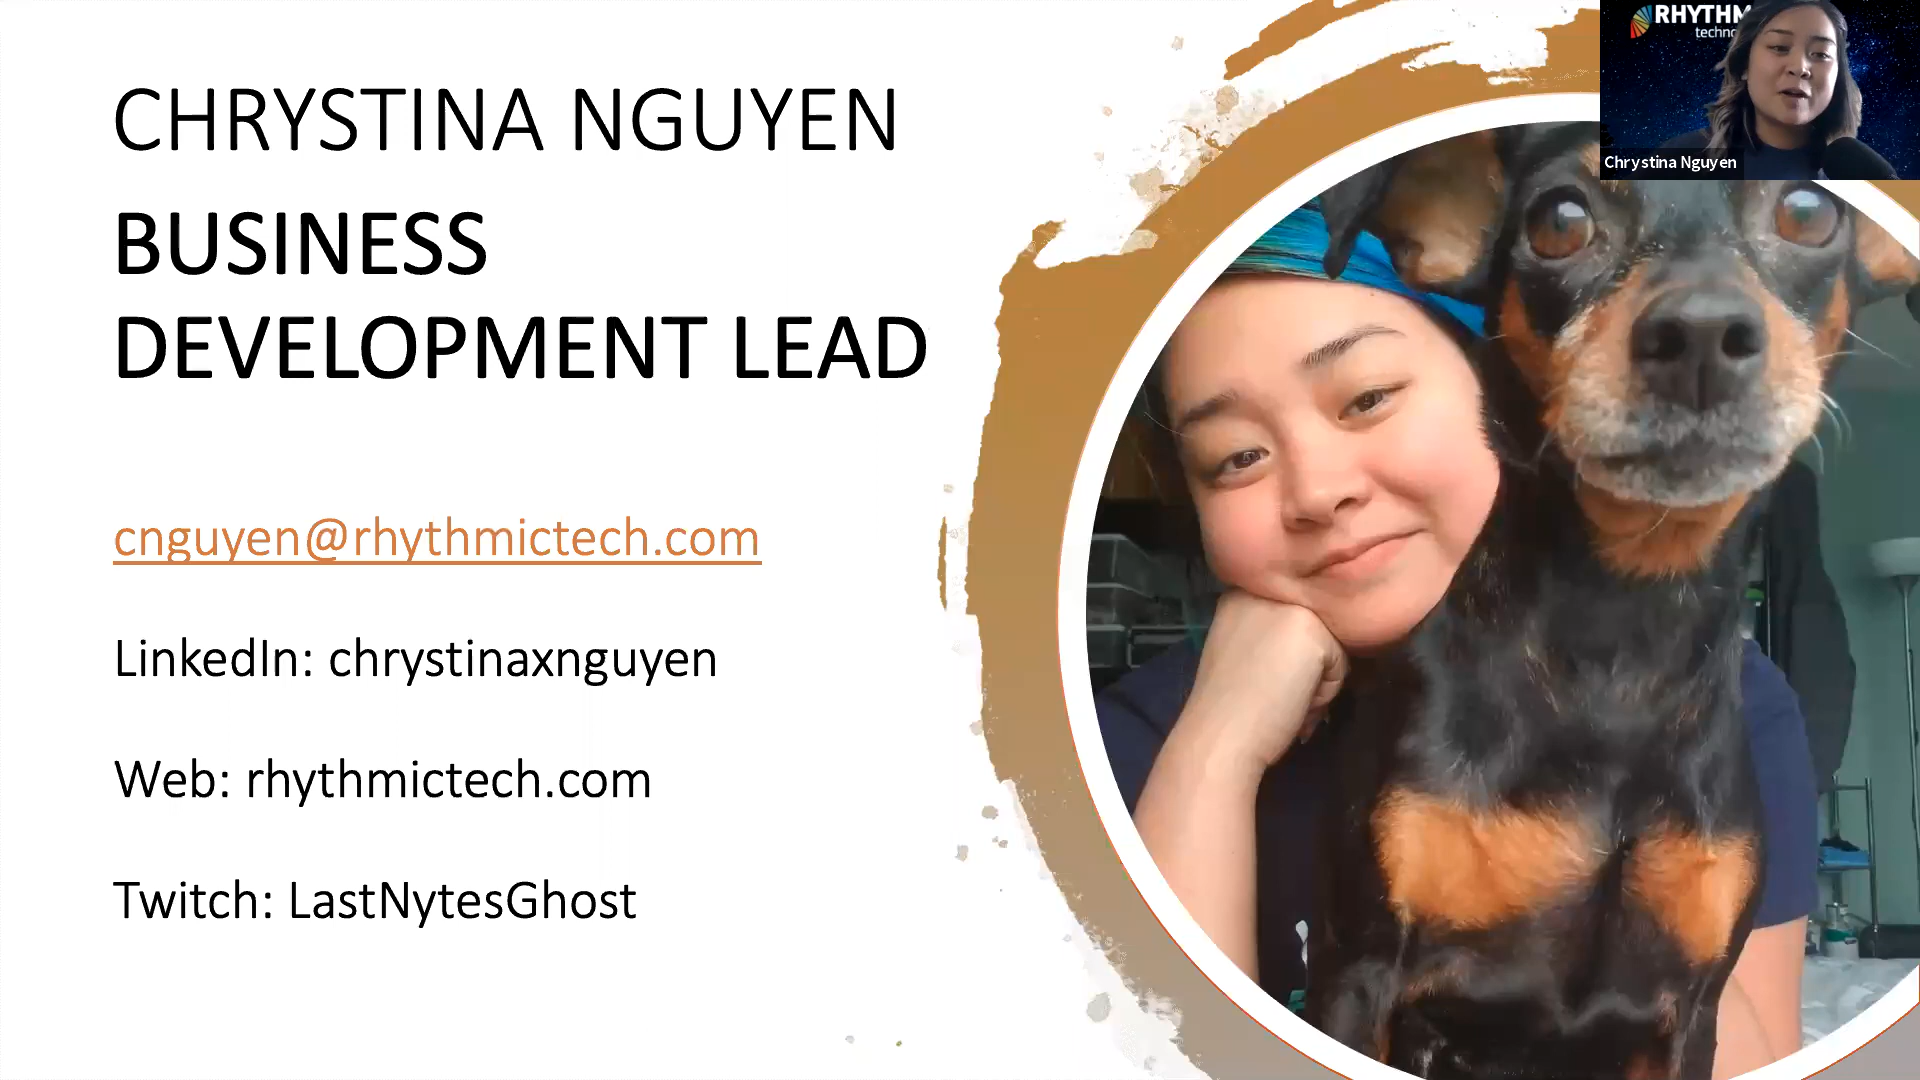 CHRYSTINA NGUYEN
BUSINESS
DEVELOPMENT LEAD
cnguyen@rhythmictech.com
LinkedIn: chrystinaxnguyen
Web: rhythmictech.com
Twitch: LastNytesGhost
Chrystina Nguyen